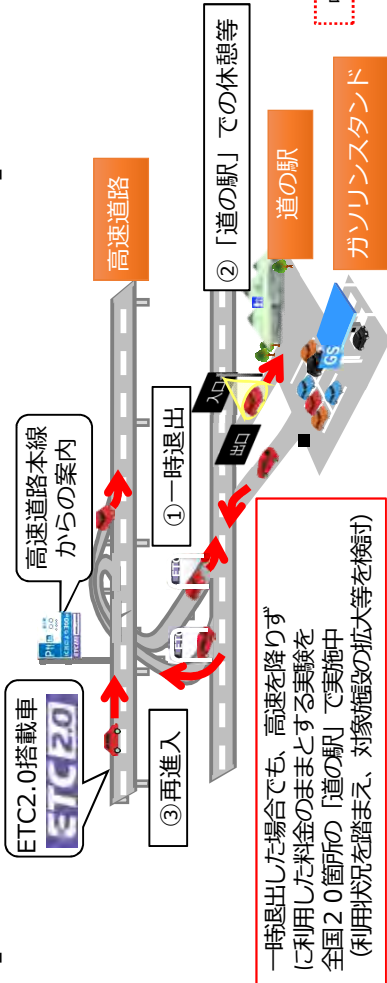 ETC2.0搭載車
ETC2.0
高速道路本線
からの案内
高速道路
①一時退出
②「道の駅」での休憩等
③再進入
ETC
ETC
入口
出口
道の駅
GS
ガソリンスタンド
一時退出した場合でも、高速を降りず
に利用した料金のままとする実験を
全国20箇所の「道の駅」で実施中
(利用状況を踏まえ、対象施設の拡大等を検討)